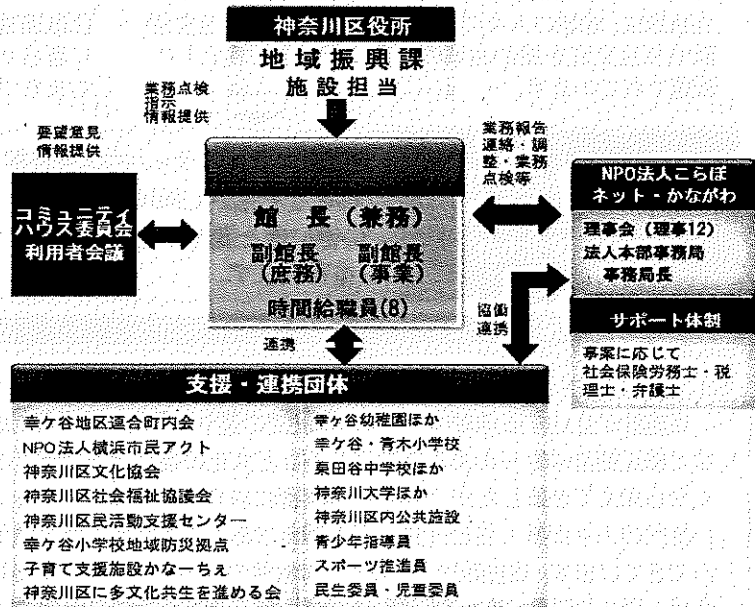 神奈川区役所
地域振興課
施設担当
業務点検
指示
情報提供
要望意見
情報提供
業務報告
連絡・調
整・業務
点検等
コミュニティ
ハウス委員会
利用者会議
館 長(兼務)
副館長 副館長
(庶務) (事業)
時間給職員(8)
NPO法人こらぼ
ネット・かながわ
理事会(理事12)
法人本部事務局
事務局長
サポート体制
事案に応じて
社会保険労務士・税
理士・弁護士
連携
協働
連携
支援・連携団体
幸ケ谷地区連合町内会
NPO法人横浜市民アクト
神奈川区文化協会
神奈川区社会福祉協議会
神奈川区民活動支援センター
幸ケ谷小学校地域防災拠点
子育て支援施設かなーちえ
神奈川区に多文化共生を進める会
幸ヶ谷幼稚園ほか
幸ケ谷・青木小学校
栗田谷中学校ほか
神奈川大学ほか
神奈川区内公共施設
青少年指導員
スポーツ推進員
民生委員・児童委員